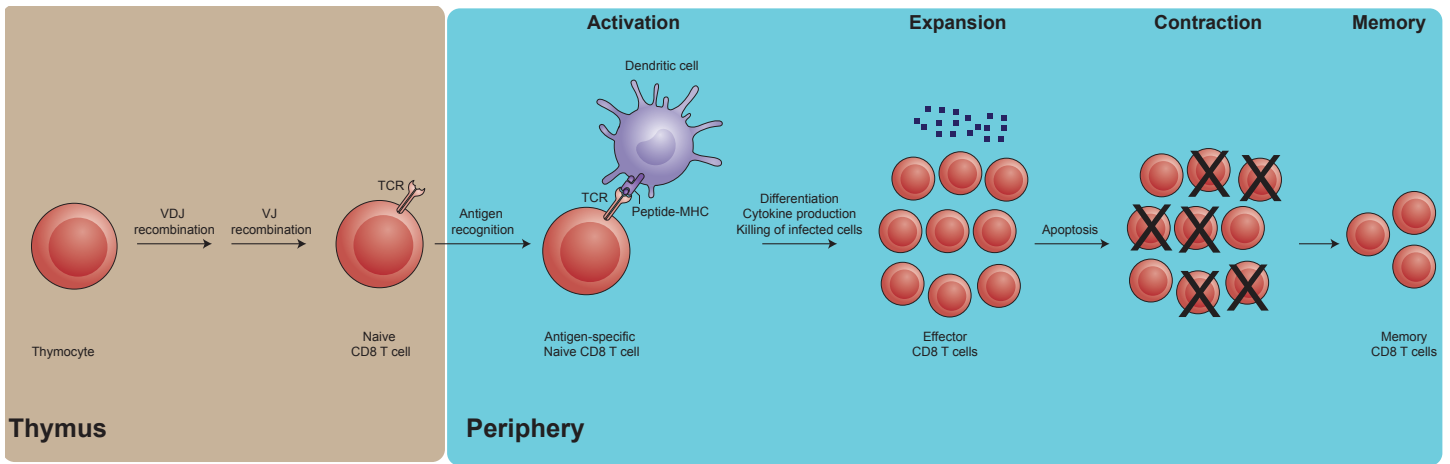 Activation
Expansion
Contraction
Memory
Dendritic cell
TCR
VDJ
recombination
VJ
recombination
Antigen
recognition
TCR
Peptide-MHC
Differentiation
Cytokine production
Killing of infected cells
Apoptosis
Thymocyte
Naive
CD8 T cell
Antigen-specific
Naive CD8 T cell
Effector
CD8 T cells
Memory
CD8 T cells
Thymus
Periphery